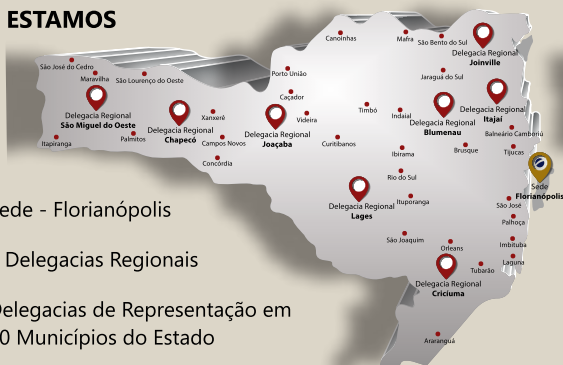 ESTAMOS
Canoinhas
Mafra
São Bento do Sul
Delegacia Regional
Joinville
São José do Cedro
Maravilha
São Lourenço do Oeste
Porto União
Jaraguá do Sul
Caçador
Delegacia Regional
São Miguel do Oeste
Delegacia Regional
Chapecó
Xanxerê
Delegacia Regional
Joaçaba
Videira
Timbó
Indaial
Delegacia Regional
Blumenau
Delegacia Regional
Itajaí
Balneário Camboriú
Itapiranga
Palmitos
Campos Novos
Curitibanos
Concórdia
Ibirama
Brusque
Tijucas
Rio do Sul
Sede
Florianópolis
Ituporanga
Delegacia Regional
Lages
São José
Palhoça
São Joaquim
Orleans
Imbituba
Laguna
Tubarão
Delegacia Regional
Criciuma
Araranguá
ede - Florianópolis
Delegacias Regionais
Delegacias de Representação em
0 Municípios do Estado